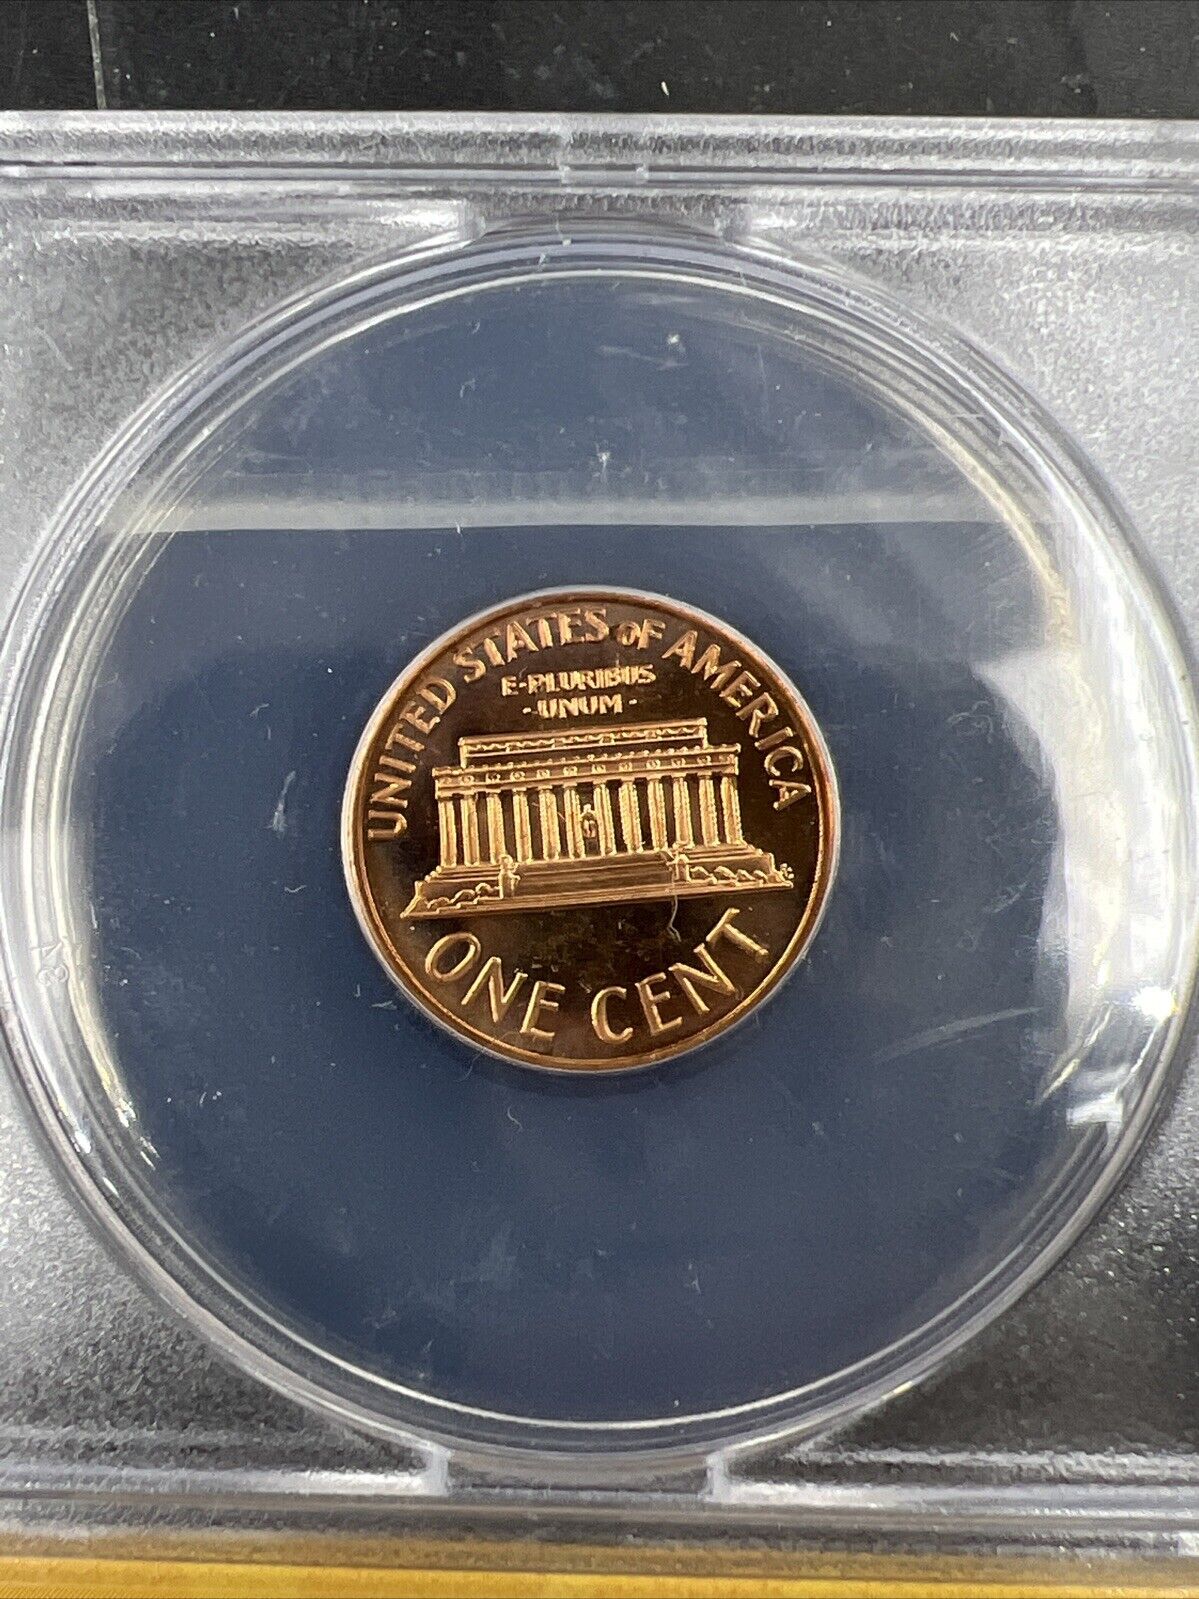 UNITED STATES OF AMERICA
E·PLURIBUS
·UNUM·
ONE CENT